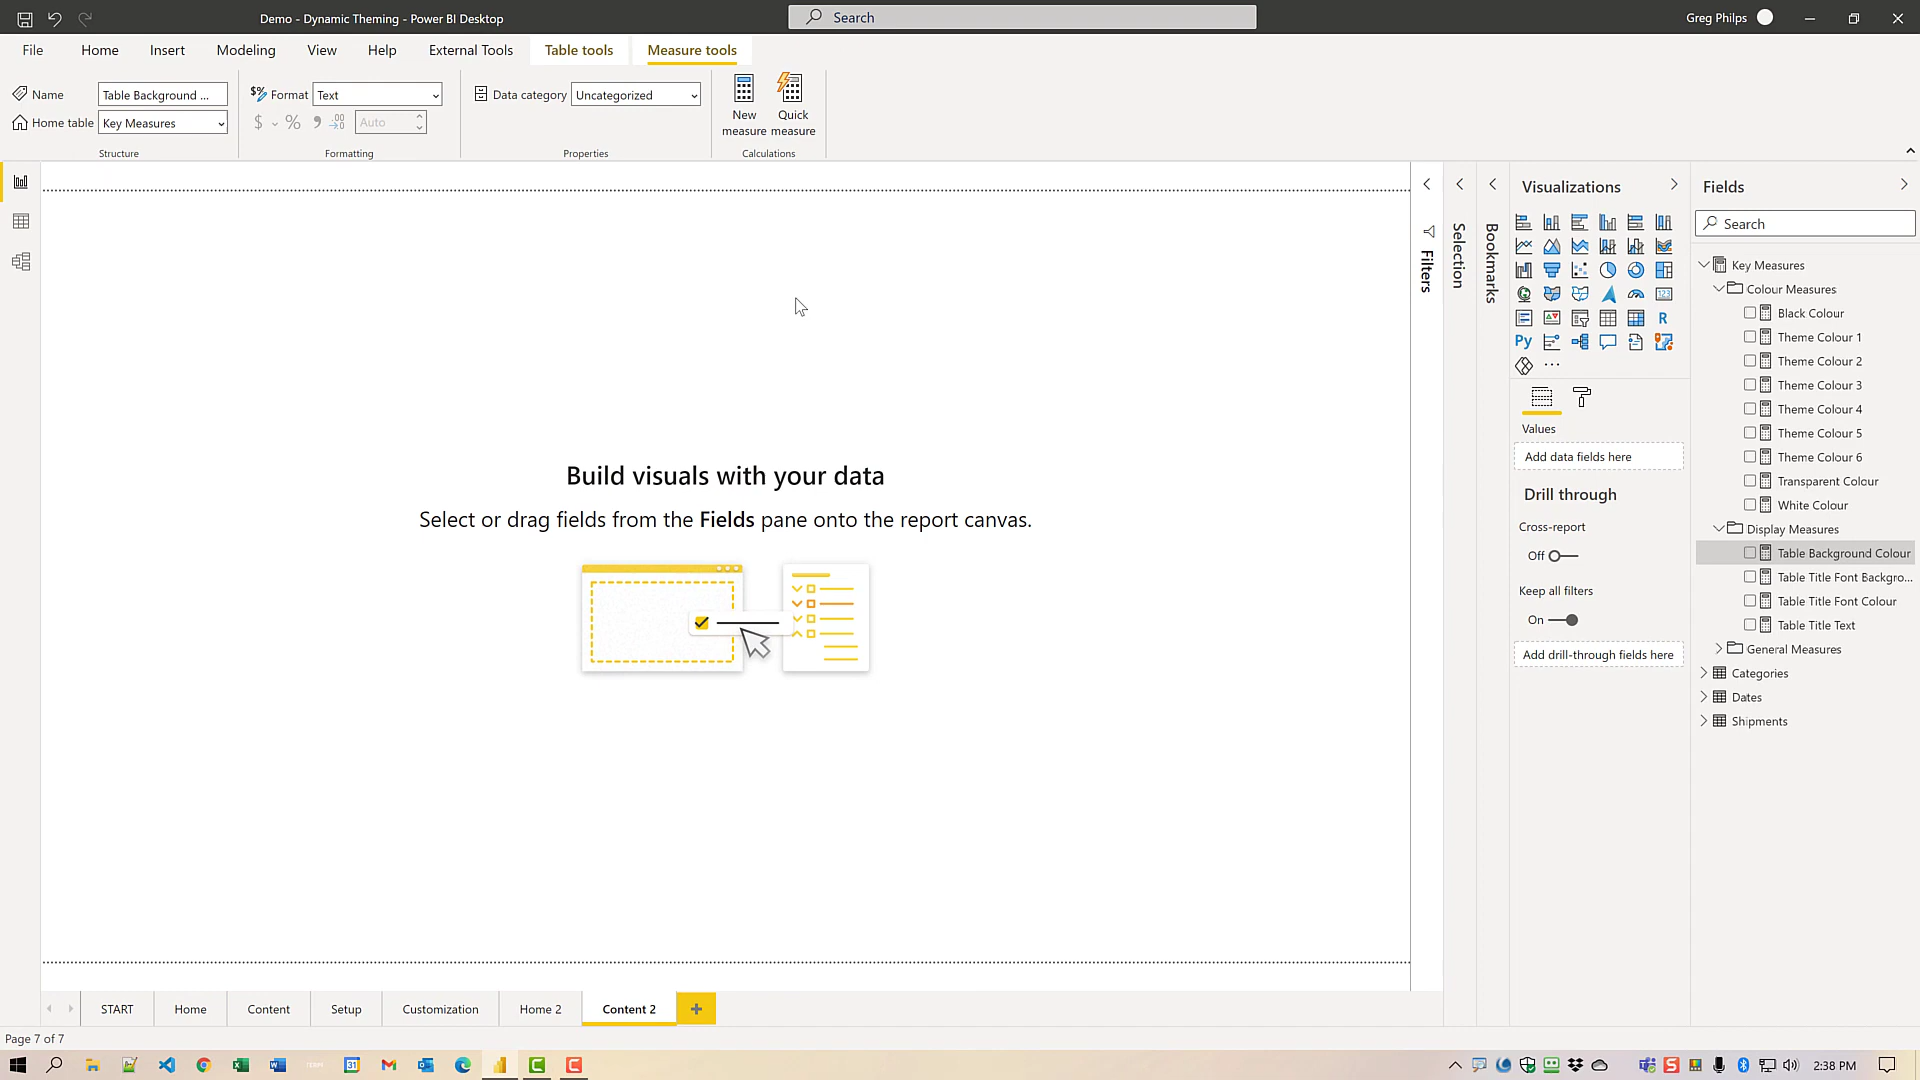 Demo - Dynamic Theming - Power BI Desktop
Search
Greg Philps
File
Home
Insert
Modeling
View
Help
External Tools
Table tools
Measure tools
Name
Table Background ...
Home table
Key Measures
Structure
$% Format
Text
$ % 9 .00
Auto
Formatting
Data category
Uncategorized
Properties
New
measure
Quick
measure
Calculations
Build visuals with your data
Select or drag fields from the Fields pane onto the report canvas.
Filters
Selection
Bookmarks
Visualizations
123
R
Py
...
Values
Add data fields here
Drill through
Cross-report
Off
Keep all filters
On
Add drill-through fields here
Fields
Search
Key Measures
Colour Measures
Black Colour
Theme Colour 1
Theme Colour 2
Theme Colour 3
Theme Colour 4
Theme Colour 5
Theme Colour 6
Transparent Colour
White Colour
Display Measures
Table Background Colour
Table Title Font Backgro...
Table Title Font Colour
Table Title Text
General Measures
Categories
Dates
Shipments
START
Home
Content
Setup
Customization
Home 2
Content 2
+
Page 7 of 7
31
2:38 PM